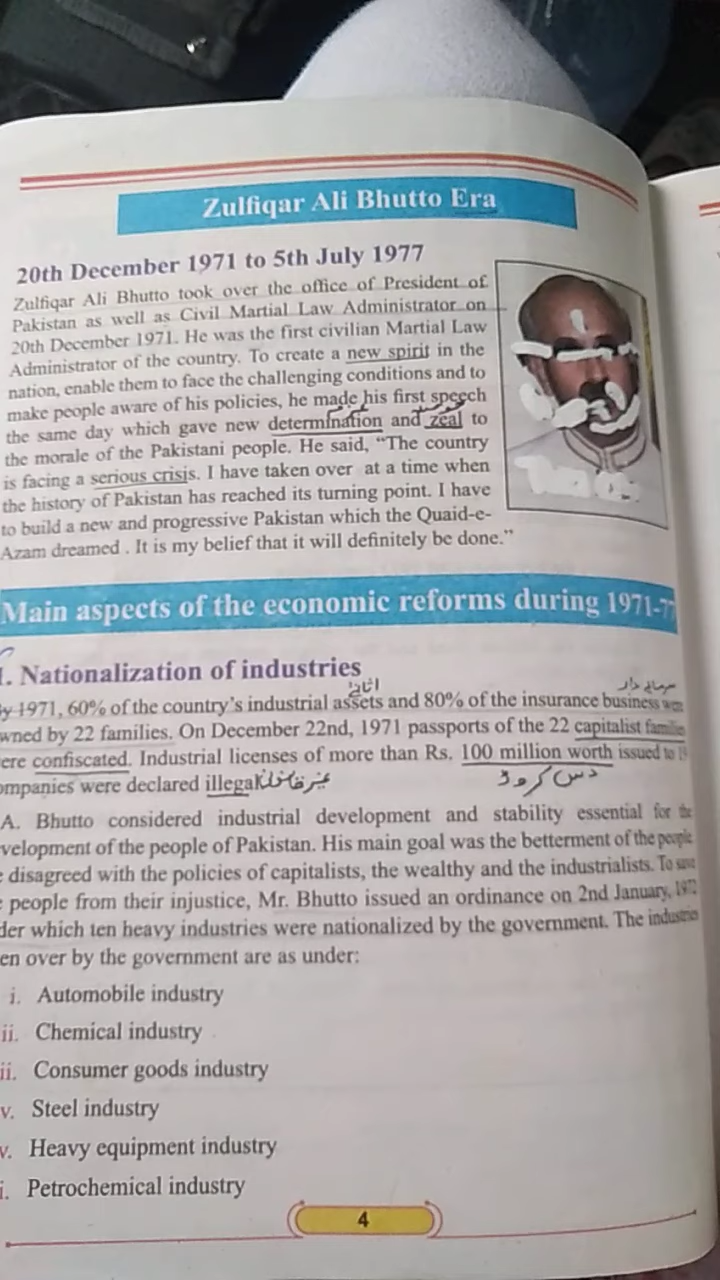 Zulfiqar Ali Bhutto Era
20th December 1971 to 5th July 1977
Zulfiqar Ali Bhutto took over the office of President of
Pakistan as well as Civil Martial Law Administrator on
20th December 1971. He was the first civilian Martial Law
Administrator of the country. To create a new spirit in the
nation, enable them to face the challenging conditions and to
make people aware of his policies, he made his first speech
the same day which gave new determination and zeal to
the morale of the Pakistani people. He said, “The country
is facing a serious crisis. I have taken over at a time when
the history of Pakistan has reached its turning point. I have
to build a new and progressive Pakistan which the Quaid-e-
Azam dreamed . It is my belief that it will definitely be done.”
Main aspects of the economic reforms during 1971-77
I. Nationalization of industries
اثاثے سرمایہ دار
By 1971, 60% of the country’s industrial assets and 80% of the insurance business were
wned by 22 families. On December 22nd, 1971 passports of the 22 capitalist families
ere confiscated. Industrial licenses of more than Rs. 100 million worth issued to
ompanies were declared illegal غیر قانونی دس کروڑ
A. Bhutto considered industrial development and stability essential for the
velopment of the people of Pakistan. His main goal was the betterment of the people
e disagreed with the policies of capitalists, the wealthy and the industrialists. To save
e people from their injustice, Mr. Bhutto issued an ordinance on 2nd January, 1972
der which ten heavy industries were nationalized by the government. The industries
en over by the government are as under:
i. Automobile industry
ii. Chemical industry
ii. Consumer goods industry
v. Steel industry
v. Heavy equipment industry
i. Petrochemical industry
4